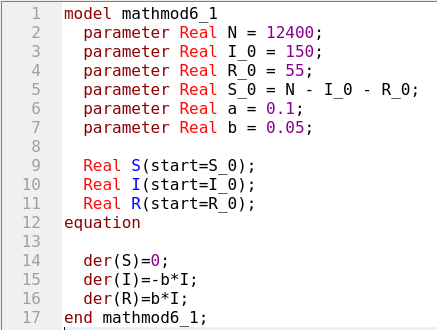 1 model mathmod6_1
2   parameter Real N = 12400;
3   parameter Real I_0 = 150;
4   parameter Real R_0 = 55;
5   parameter Real S_0 = N - I_0 - R_0;
6   parameter Real a = 0.1;
7   parameter Real b = 0.05;
8
9   Real S(start=S_0);
10   Real I(start=I_0);
11   Real R(start=R_0);
12 equation
13
14   der(S)=0;
15   der(I)=-b*I;
16   der(R)=b*I;
17 end mathmod6_1;